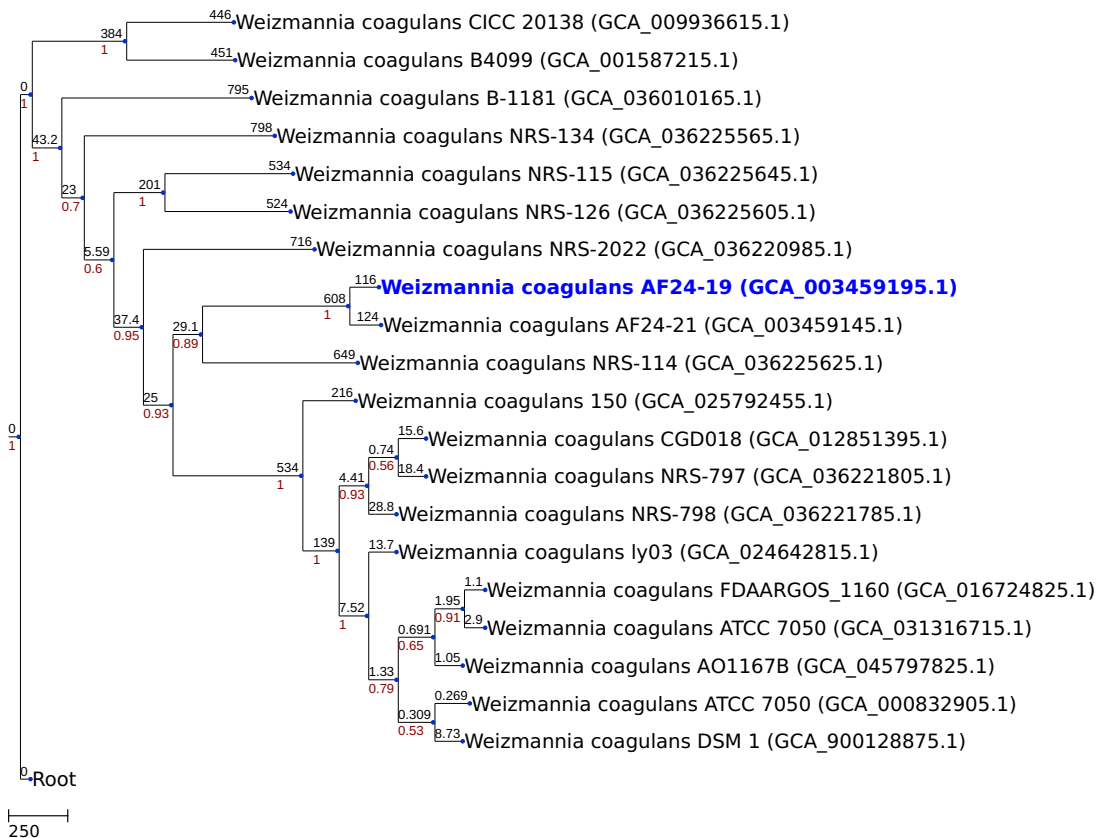 446
Weizmannia coagulans CICC 20138 (GCA_009936615.1)
384
1
451
Weizmannia coagulans B4099 (GCA_001587215.1)
0
1
795
Weizmannia coagulans B-1181 (GCA_036010165.1)
43.2
1
798
Weizmannia coagulans NRS-134 (GCA_036225565.1)
23
0.7
534
Weizmannia coagulans NRS-115 (GCA_036225645.1)
201
1
524
Weizmannia coagulans NRS-126 (GCA_036225605.1)
5.59
0.6
716
Weizmannia coagulans NRS-2022 (GCA_036220985.1)
37.4
0.95
116
Weizmannia coagulans AF24-19 (GCA_003459195.1)
608
1
124
Weizmannia coagulans AF24-21 (GCA_003459145.1)
29.1
0.89
649
Weizmannia coagulans NRS-114 (GCA_036225625.1)
25
0.93
216
Weizmannia coagulans 150 (GCA_025792455.1)
534
1
15.6
Weizmannia coagulans CGD018 (GCA_012851395.1)
0.74
0.56
18.4
Weizmannia coagulans NRS-797 (GCA_036221805.1)
4.41
0.93
28.8
Weizmannia coagulans NRS-798 (GCA_036221785.1)
139
1
13.7
Weizmannia coagulans ly03 (GCA_024642815.1)
7.52
1
1.1
Weizmannia coagulans FDAARGOS_1160 (GCA_016724825.1)
1.95
0.91
2.9
Weizmannia coagulans ATCC 7050 (GCA_031316715.1)
0.691
0.65
1.05
Weizmannia coagulans AO1167B (GCA_045797825.1)
1.33
0.79
0.269
Weizmannia coagulans ATCC 7050 (GCA_000832905.1)
0.309
0.53
8.73
Weizmannia coagulans DSM 1 (GCA_900128875.1)
0
1
0
Root
250